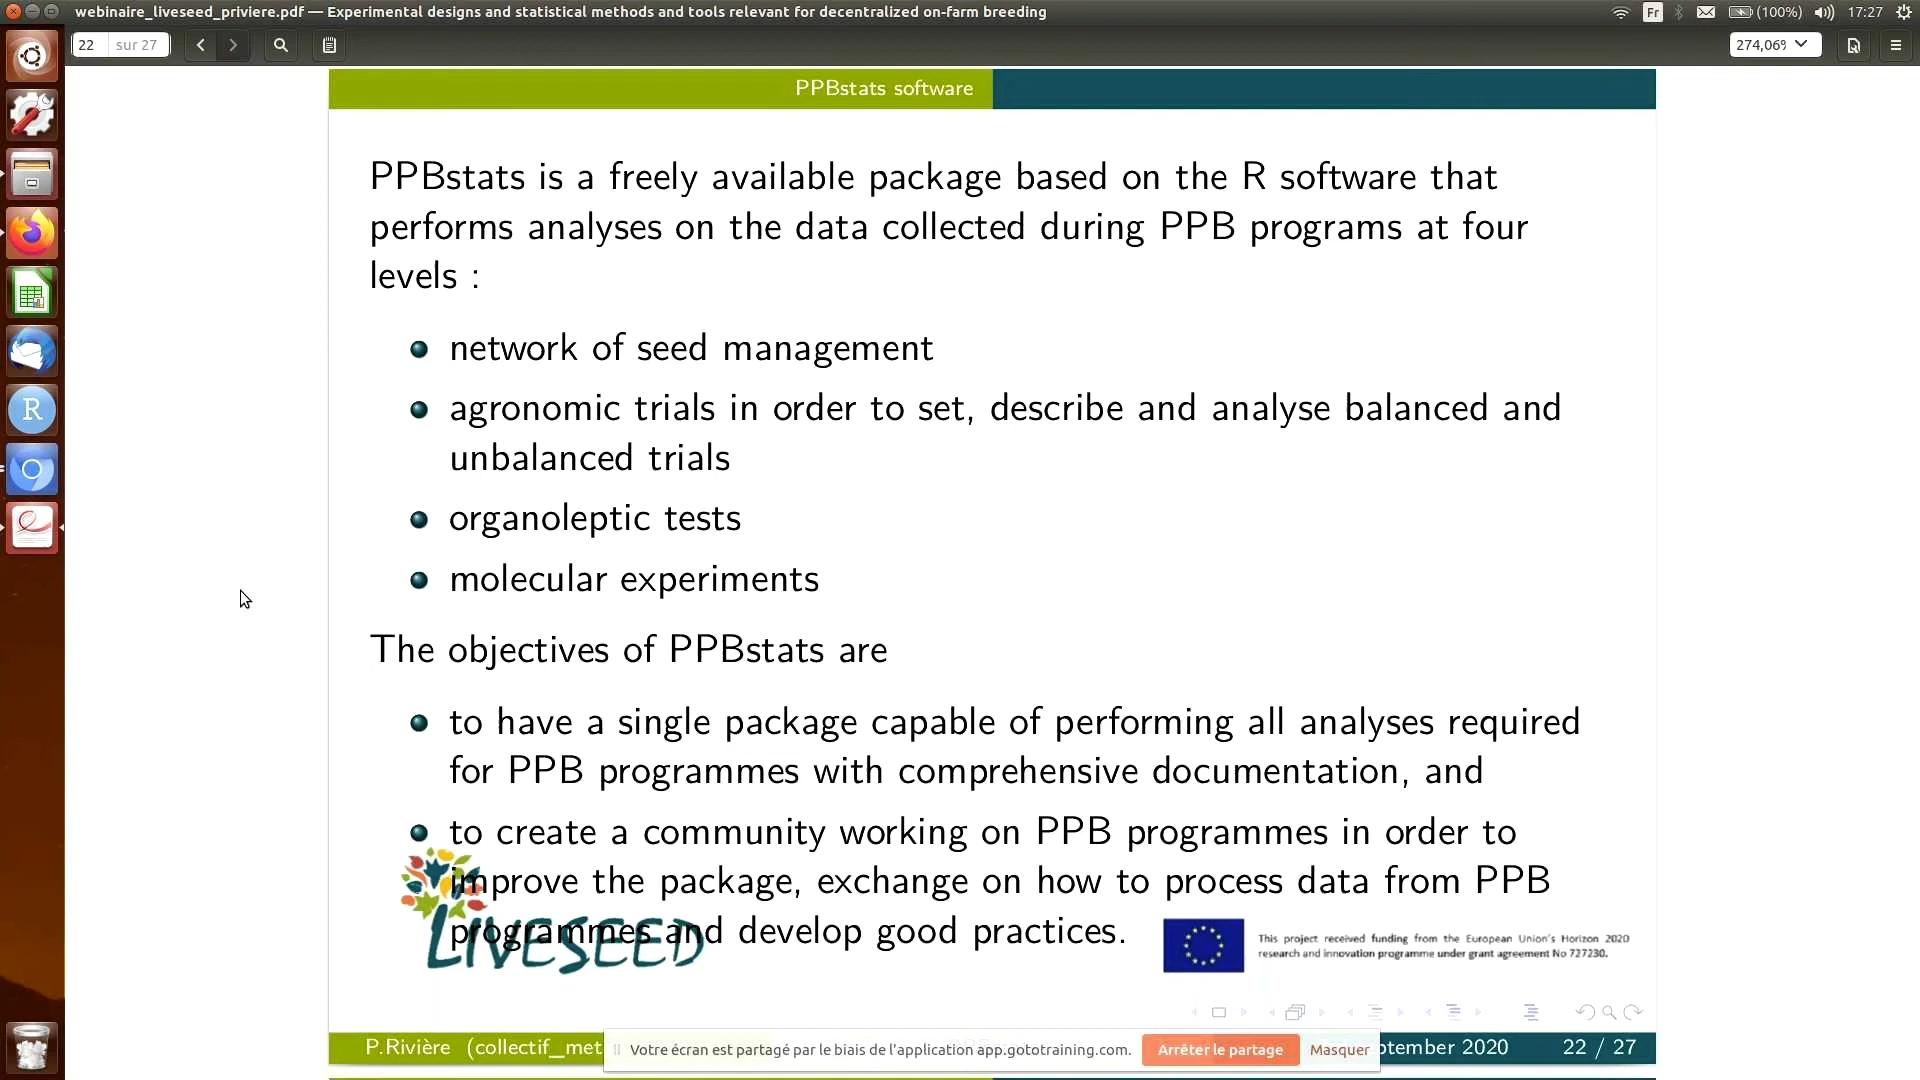 webinaire_liveseed_priviere.pdf — Experimental designs and statistical methods and tools relevant for decentralized on-farm breeding
Fr (100%) 17:27
22 sur 27 274,06%
PPBstats software
PPBstats is a freely available package based on the R software that
performs analyses on the data collected during PPB programs at four
levels :
network of seed management
agronomic trials in order to set, describe and analyse balanced and
unbalanced trials
organoleptic tests
molecular experiments
The objectives of PPBstats are
to have a single package capable of performing all analyses required
for PPB programmes with comprehensive documentation, and
to create a community working on PPB programmes in order to
improve the package, exchange on how to process data from PPB
programmes and develop good practices.
LIVESEED
This project received funding from the European Union's Horizon 2020
research and innovation programme under grant agreement No 727230.
P.Rivière (collectif_met
Votre écran est partagé par le biais de l'application app.gototraining.com. Arrêter le partage Masquer
ptember 2020 22 / 27